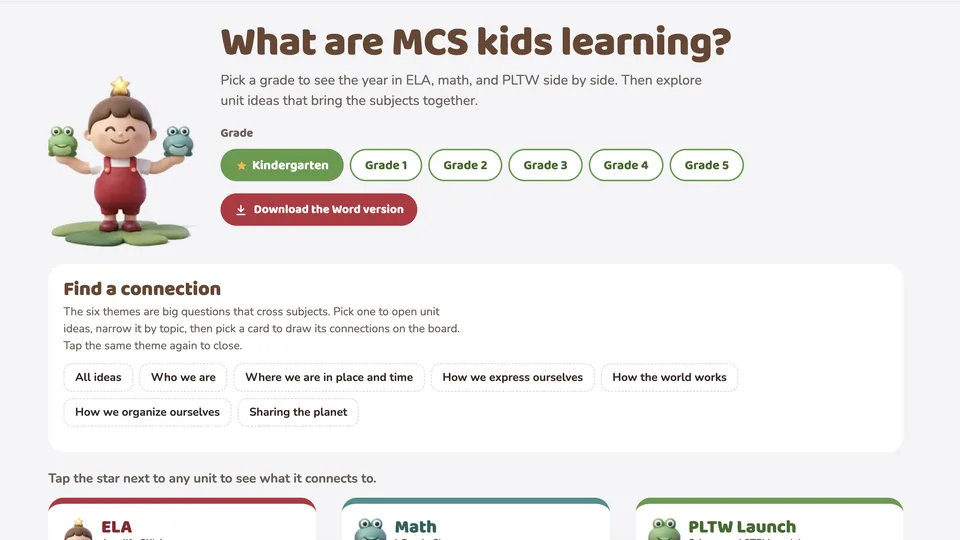 What are MCS kids learning?
Pick a grade to see the year in ELA, math, and PLTW side by side. Then explore
unit ideas that bring the subjects together.
Grade
Kindergarten
Grade 1
Grade 2
Grade 3
Grade 4
Grade 5
Download the Word version
Find a connection
The six themes are big questions that cross subjects. Pick one to open unit
ideas, narrow it by topic, then pick a card to draw its connections on the board.
Tap the same theme again to close.
All ideas
Who we are
Where we are in place and time
How we express ourselves
How the world works
How we organize ourselves
Sharing the planet
Tap the star next to any unit to see what it connects to.
ELA
Math
PLTW Launch